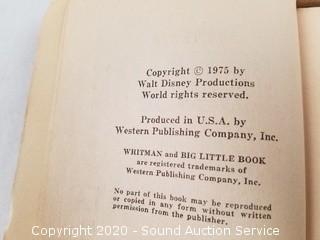 Copyright © 1975 by
Walt Disney Productions
World rights reserved.
Produced in U.S.A. by
Western Publishing Company, Inc.
WHITMAN and BIG LITTLE BOOK
are registered trademarks of
Western Publishing Company, Inc.
No part of this book may be reproduced
or copied in any form without written
permission from the publisher.
Copyright 2020 - Sound Auction Service